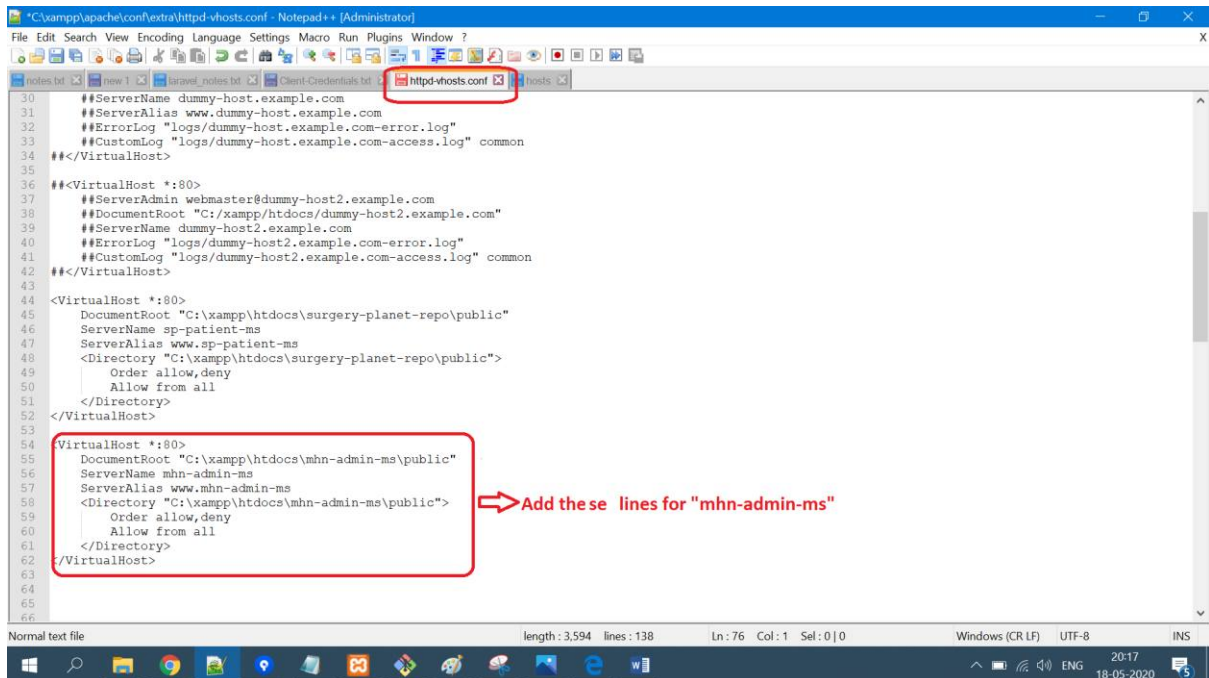 *C:\xampp\apache\conf\extra\httpd-vhosts.conf - Notepad++ [Administrator]
File Edit Search View Encoding Language Settings Macro Run Plugins Window ? X
notes.txt new 1 laravel_notes.txt Client-Credentials.txt httpd-vhosts.conf hosts
30 ##ServerName dummy-host.example.com
31 ##ServerAlias www.dummy-host.example.com
32 ##ErrorLog "logs/dummy-host.example.com-error.log"
33 ##CustomLog "logs/dummy-host.example.com-access.log" common
34 ##</VirtualHost>
35
36 ##<VirtualHost *:80>
37 ##ServerAdmin webmaster@dummy-host2.example.com
38 ##DocumentRoot "C:/xampp/htdocs/dummy-host2.example.com"
39 ##ServerName dummy-host2.example.com
40 ##ErrorLog "logs/dummy-host2.example.com-error.log"
41 ##CustomLog "logs/dummy-host2.example.com-access.log" common
42 ##</VirtualHost>
43
44 <VirtualHost *:80>
45 DocumentRoot "C:\xampp\htdocs\surgery-planet-repo\public"
46 ServerName sp-patient-ms
47 ServerAlias www.sp-patient-ms
48 <Directory "C:\xampp\htdocs\surgery-planet-repo\public">
49 Order allow,deny
50 Allow from all
51 </Directory>
52 </VirtualHost>
53
54 <VirtualHost *:80>
55 DocumentRoot "C:\xampp\htdocs\mhn-admin-ms\public"
56 ServerName mhn-admin-ms
57 ServerAlias www.mhn-admin-ms
58 <Directory "C:\xampp\htdocs\mhn-admin-ms\public"> Add the se lines for "mhn-admin-ms"
59 Order allow,deny
60 Allow from all
61 </Directory>
62 </VirtualHost>
63
64
65
66
Normal text file length : 3,594 lines : 138 Ln : 76 Col : 1 Sel : 0 | 0 Windows (CR LF) UTF-8 INS
ENG 20:17
18-05-2020 5